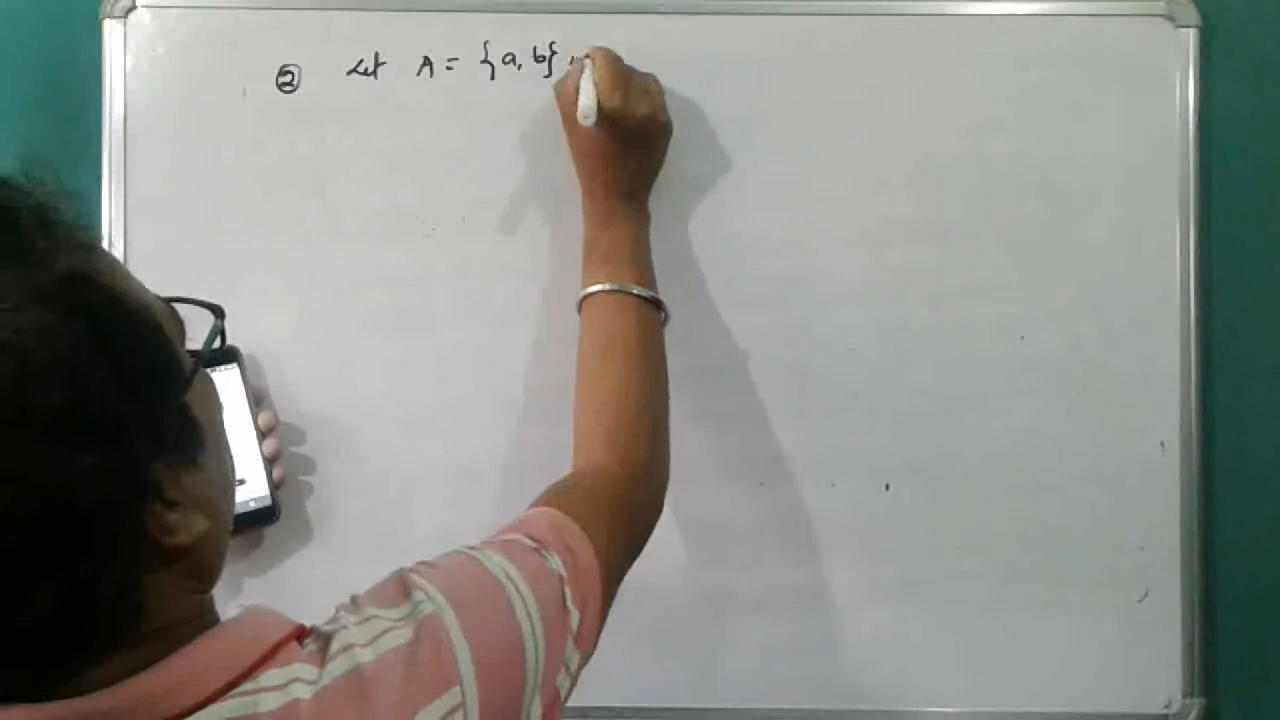 ② Let A = {a, b},